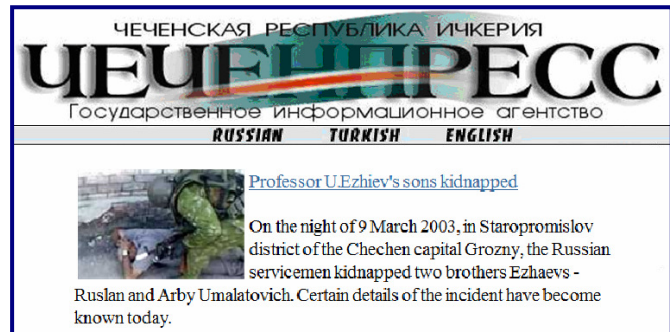 ЧЕЧЕНСКАЯ РЕСПУБЛИКА ИЧКЕРИЯ
ЧЕЧЕНПРЕСС
Государственное информационное агентство
RUSSIAN TURKISH ENGLISH
Professor U.Ezhiev's sons kidnapped
On the night of 9 March 2003, in Staropromislov
district of the Chechen capital Grozny, the Russian
servicemen kidnapped two brothers Ezhaevs -
Ruslan and Arby Umalatovich. Certain details of the incident have become
known today.